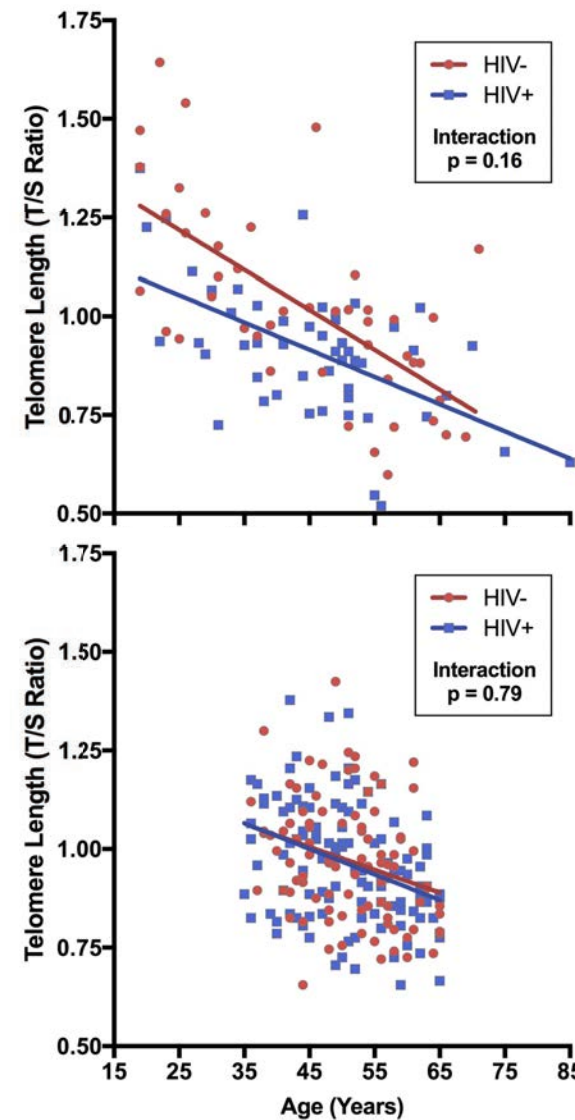 1.75
1.50
1.25
1.00
0.75
0.50
Telomere Length (T/S Ratio)
HIV-
HIV+
Interaction
p = 0.16
1.75
1.50
1.25
1.00
0.75
0.50
Telomere Length (T/S Ratio)
HIV-
HIV+
Interaction
p = 0.79
15 25 35 45 55 65 75 85
Age (Years)